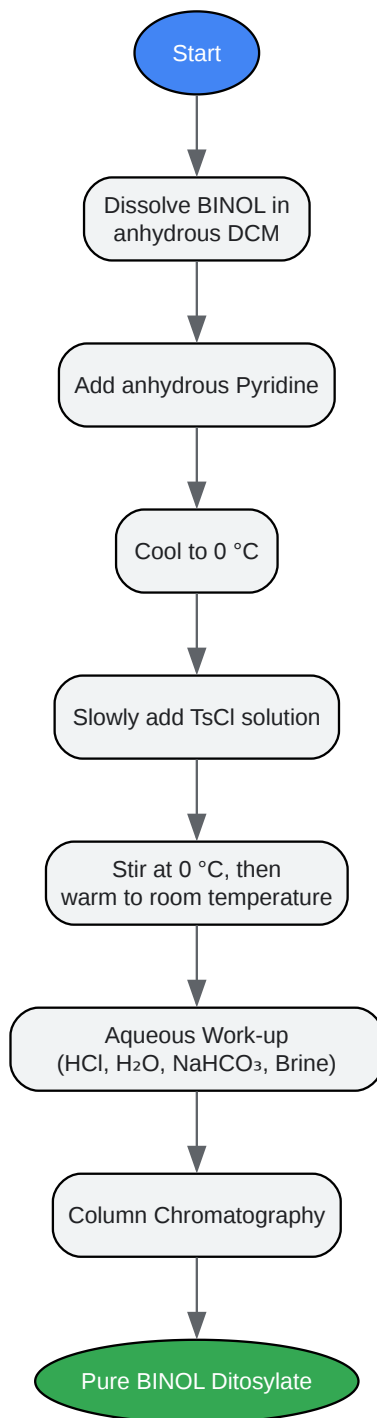 Start
Dissolve BINOL in
anhydrous DCM
Add anhydrous Pyridine
Cool to 0 °C
Slowly add TsCl solution
Stir at 0 °C, then
warm to room temperature
Aqueous Work-up
(HCl, H₂O, NaHCO₃, Brine)
Column Chromatography
Pure BINOL Ditosylate